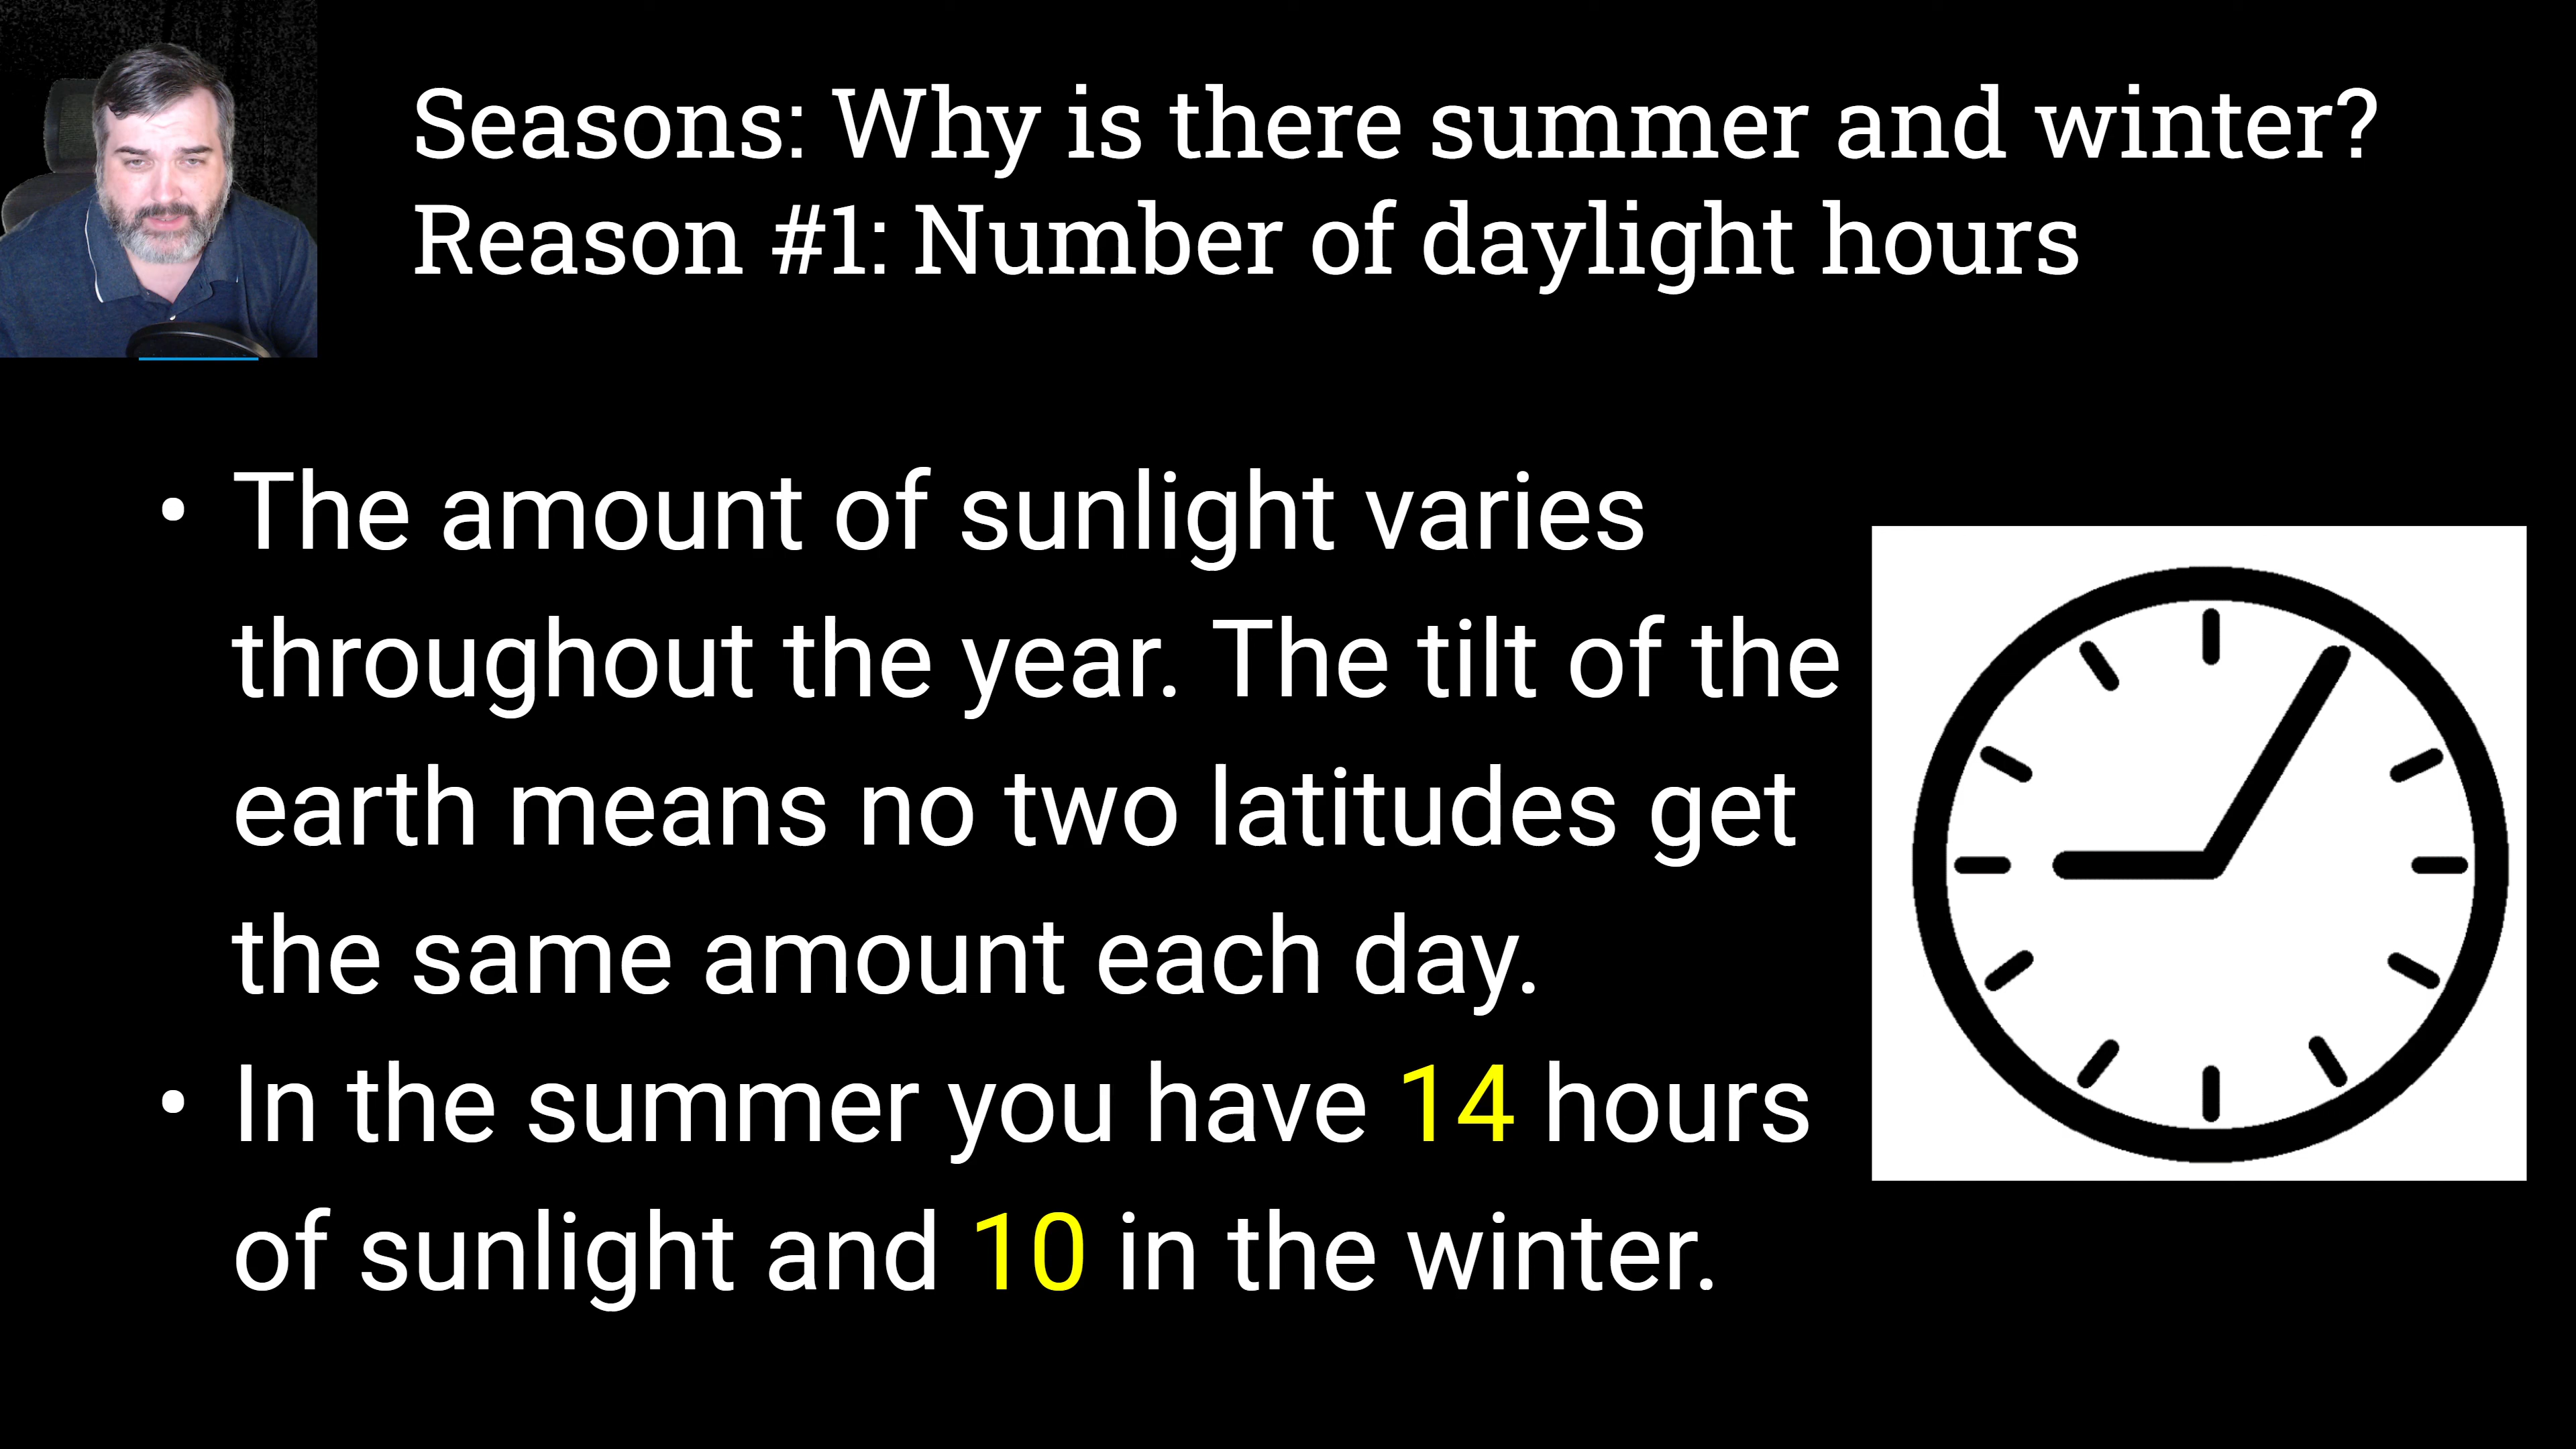 Seasons: Why is there summer and winter?
Reason #1: Number of daylight hours
• The amount of sunlight varies
throughout the year. The tilt of the
earth means no two latitudes get
the same amount each day.
• In the summer you have 14 hours
of sunlight and 10 in the winter.